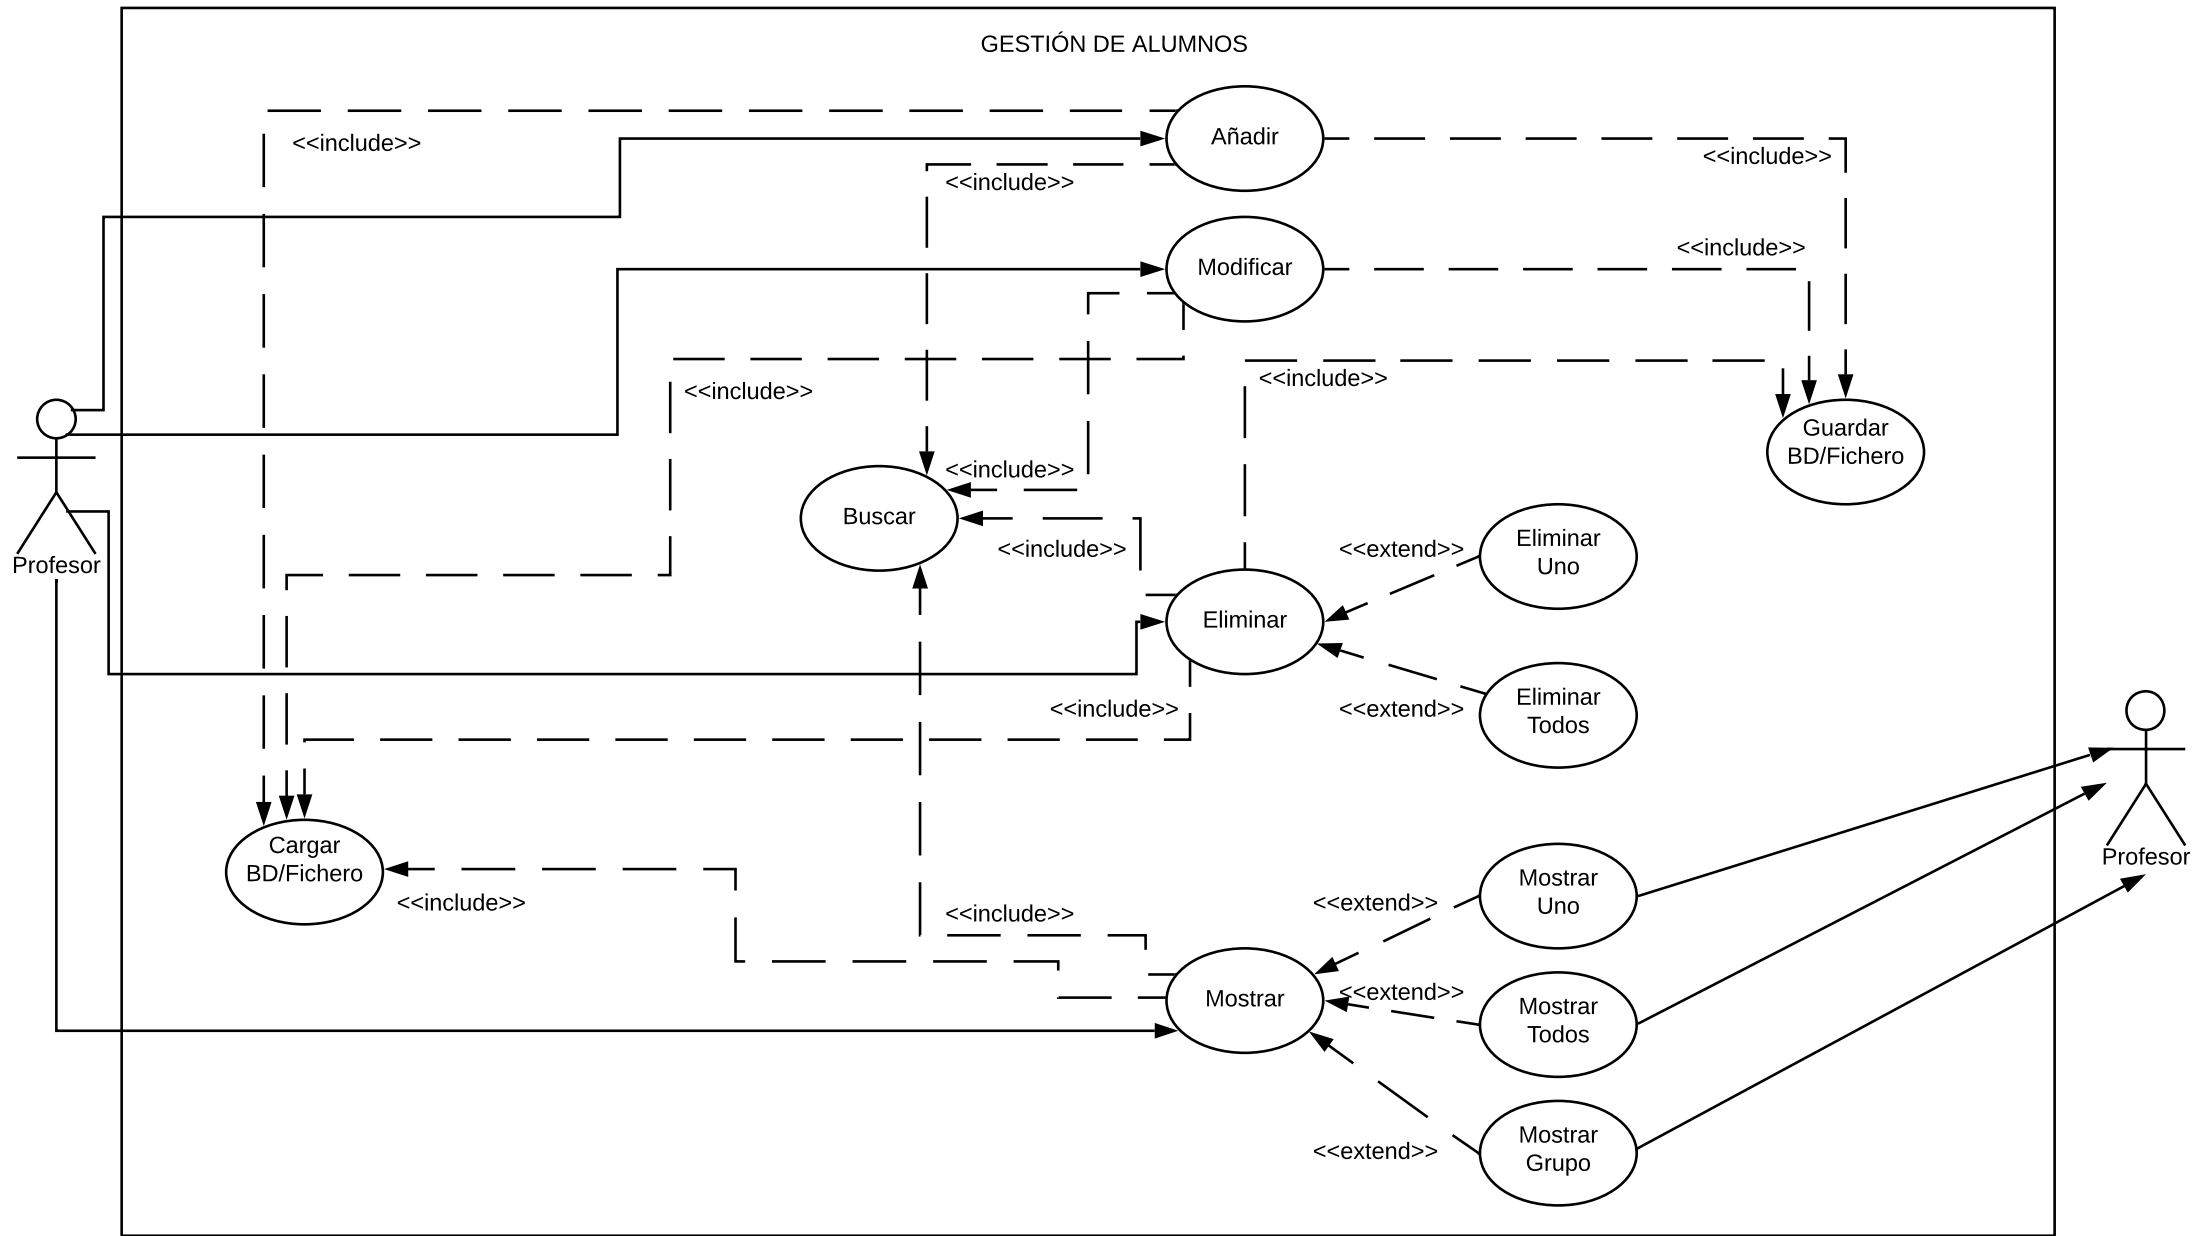 GESTIÓN DE ALUMNOS
<<include>>
Añadir
<<include>>
<<include>>
<<include>>
Modificar
<<include>>
<<include>>
Guardar
BD/Fichero
<<include>>
Buscar
<<include>>
<<extend>>
Eliminar
Uno
Profesor
Eliminar
<<include>>
<<extend>>
Eliminar
Todos
Cargar
BD/Fichero
<<include>>
<<include>>
<<extend>>
Mostrar
Uno
Profesor
Mostrar
<<extend>>
Mostrar
Todos
<<extend>>
Mostrar
Grupo